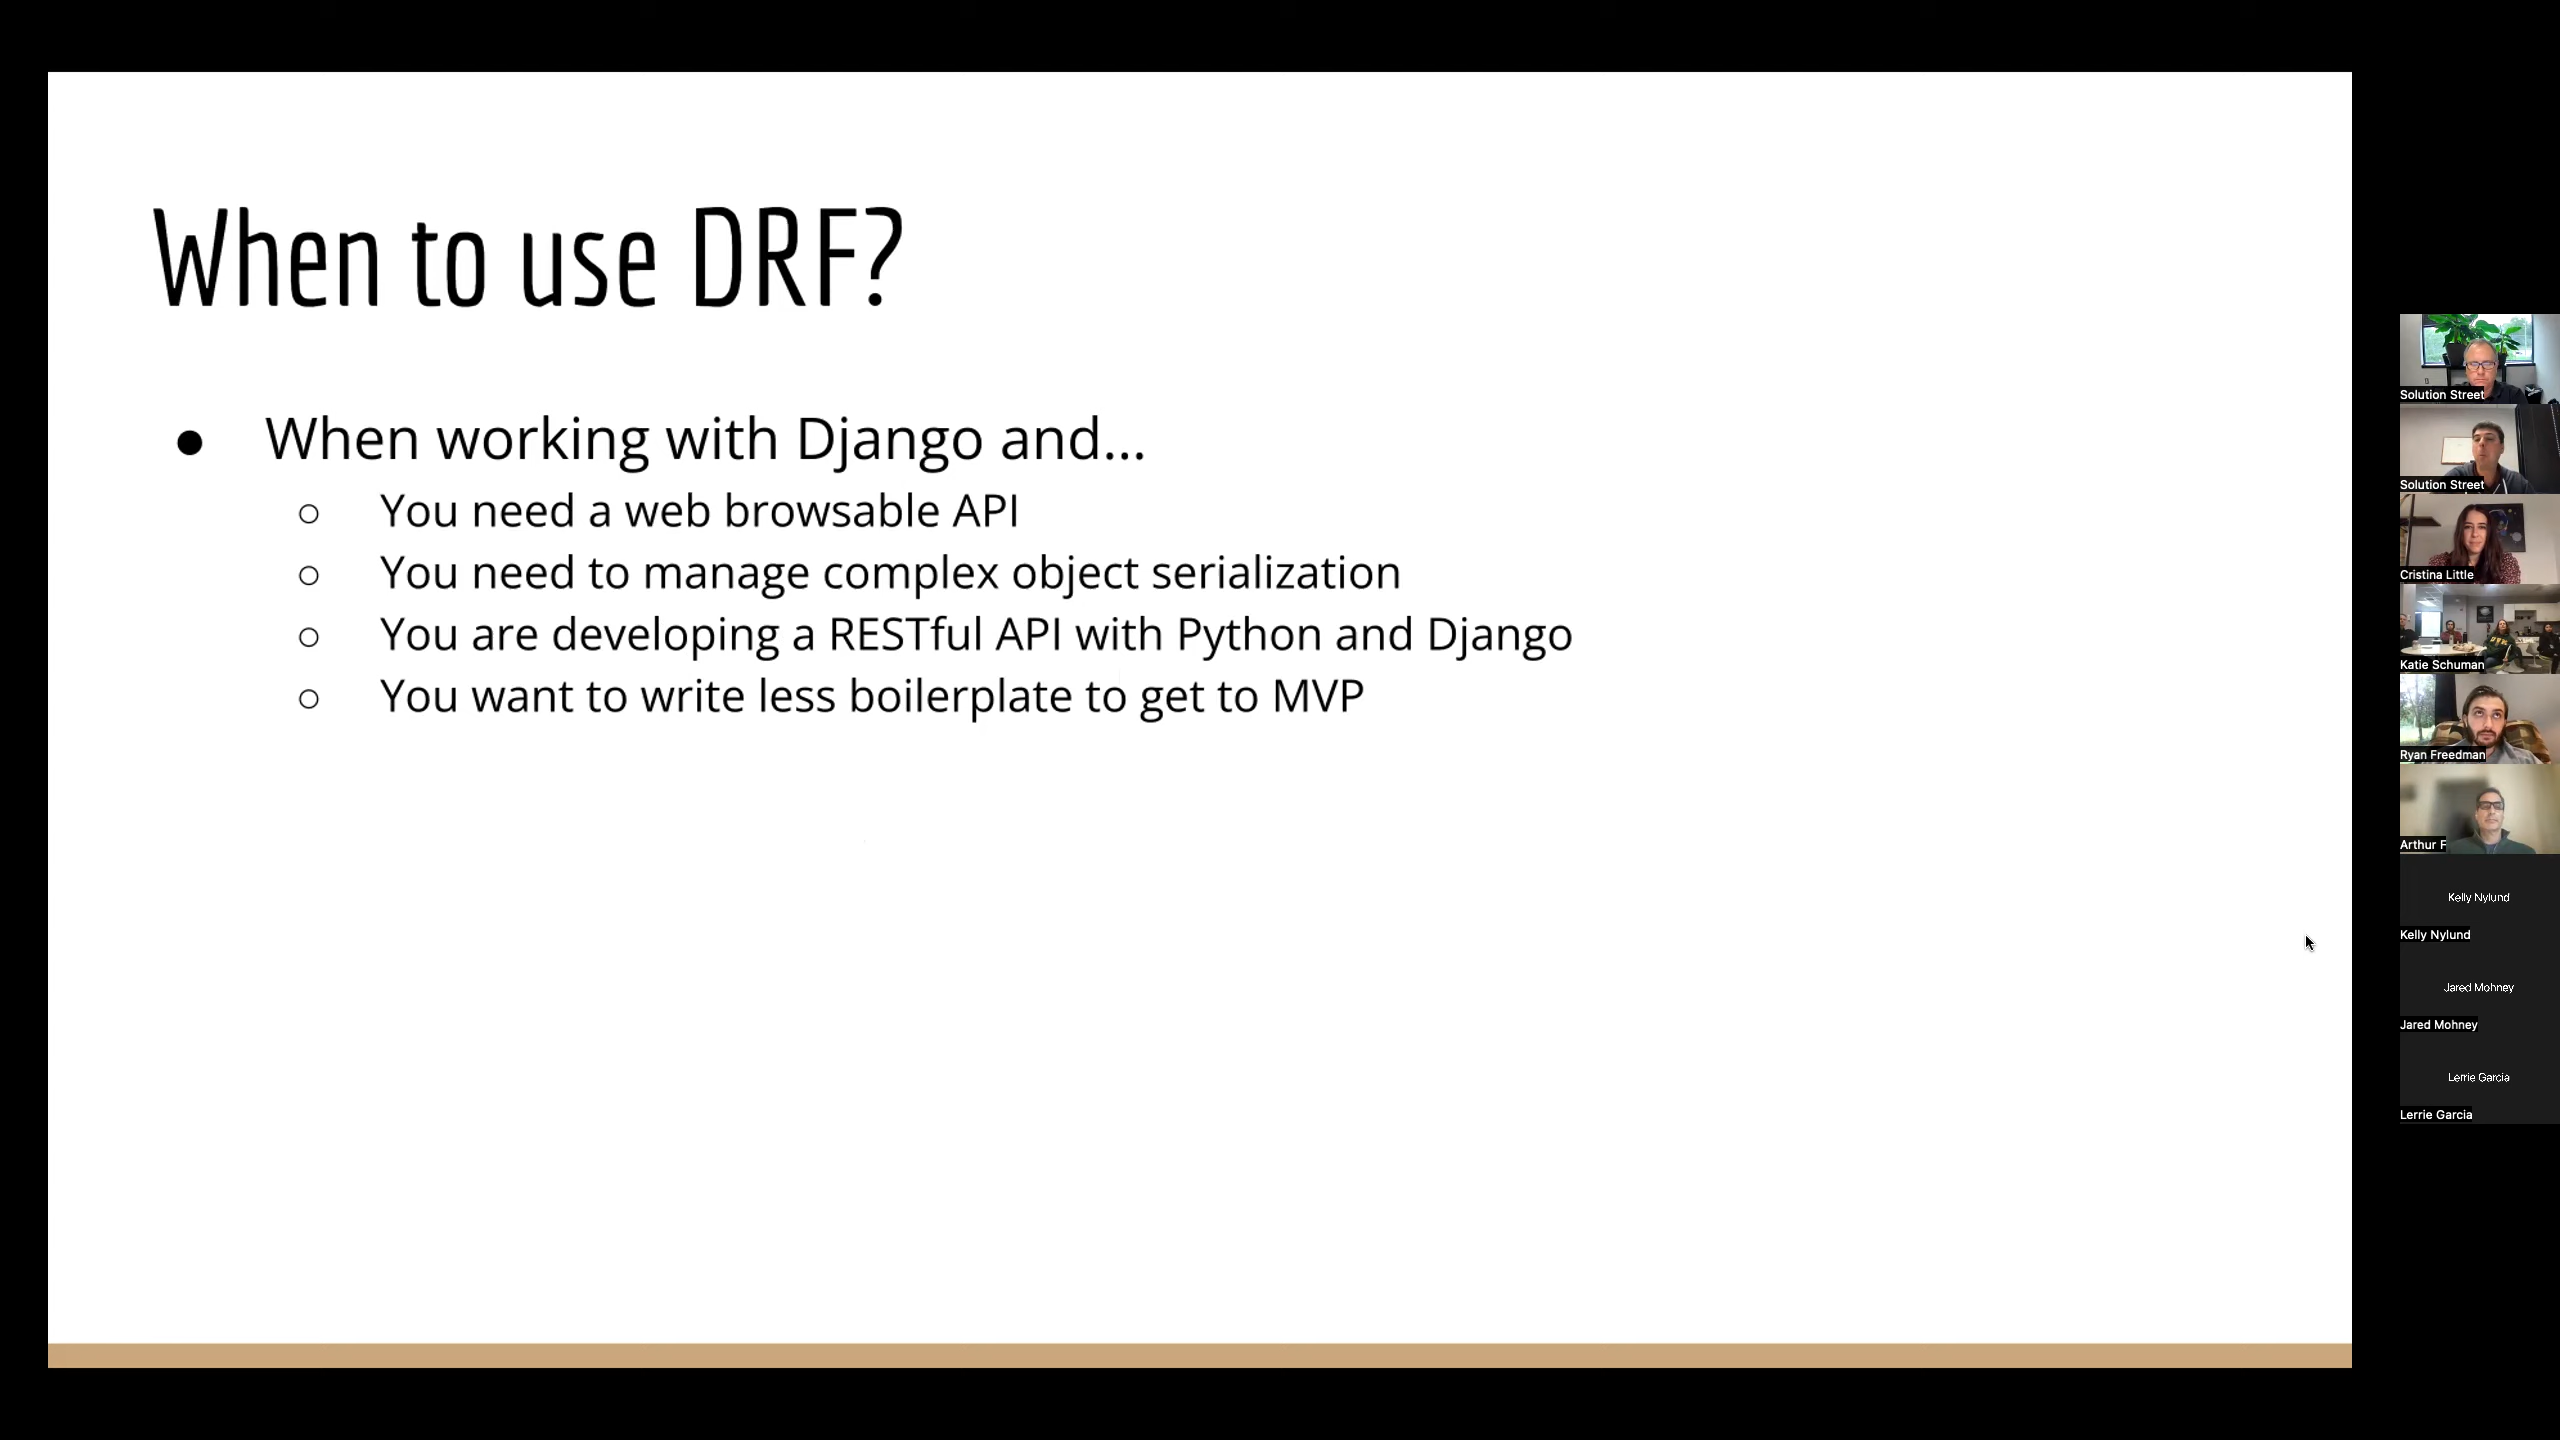 When to use DRF?
● When working with Django and...
○ You need a web browsable API
○ You need to manage complex object serialization
○ You are developing a RESTful API with Python and Django
○ You want to write less boilerplate to get to MVP
Solution Street
Solution Street
Cristina Little
Katie Schuman
Ryan Freedman
Arthur F
Kelly Nylund
Kelly Nylund
Jared Mohney
Jared Mohney
Lerrie Garcia
Lerrie Garcia